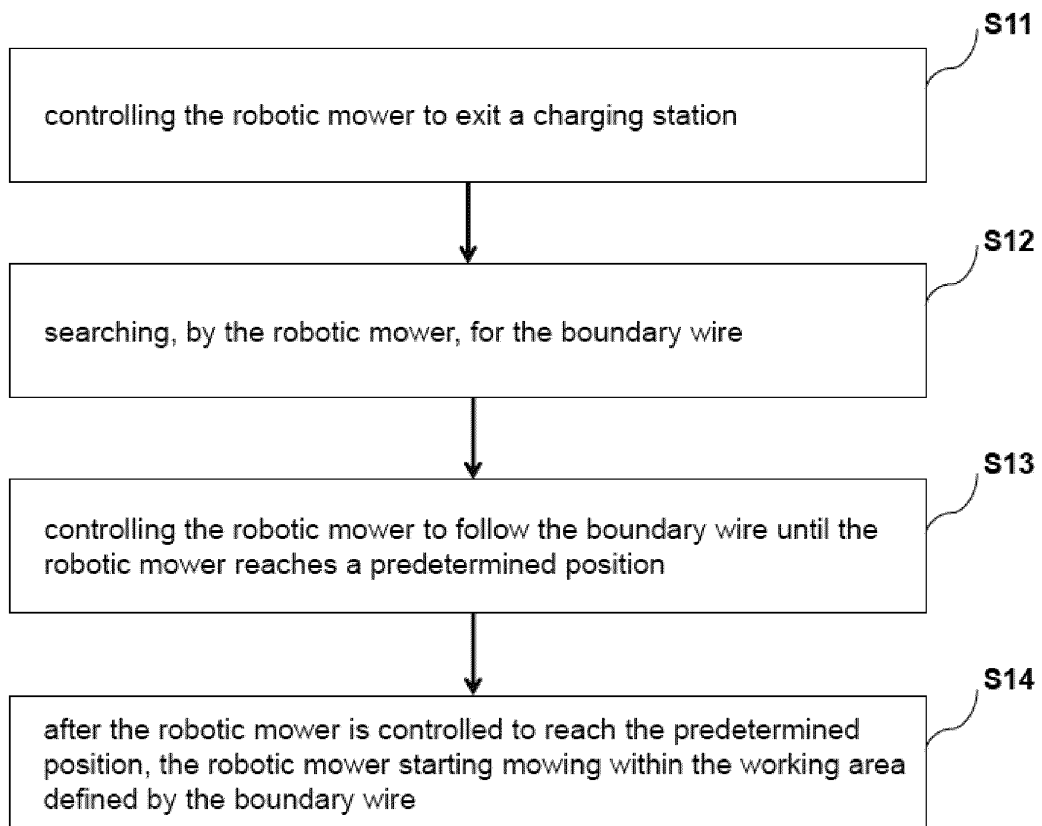 S11
controlling the robotic mower to exit a charging station
S12
searching, by the robotic mower, for the boundary wire
S13
controlling the robotic mower to follow the boundary wire until the
robotic mower reaches a predetermined position
S14
after the robotic mower is controlled to reach the predetermined
position, the robotic mower starting mowing within the working area
defined by the boundary wire